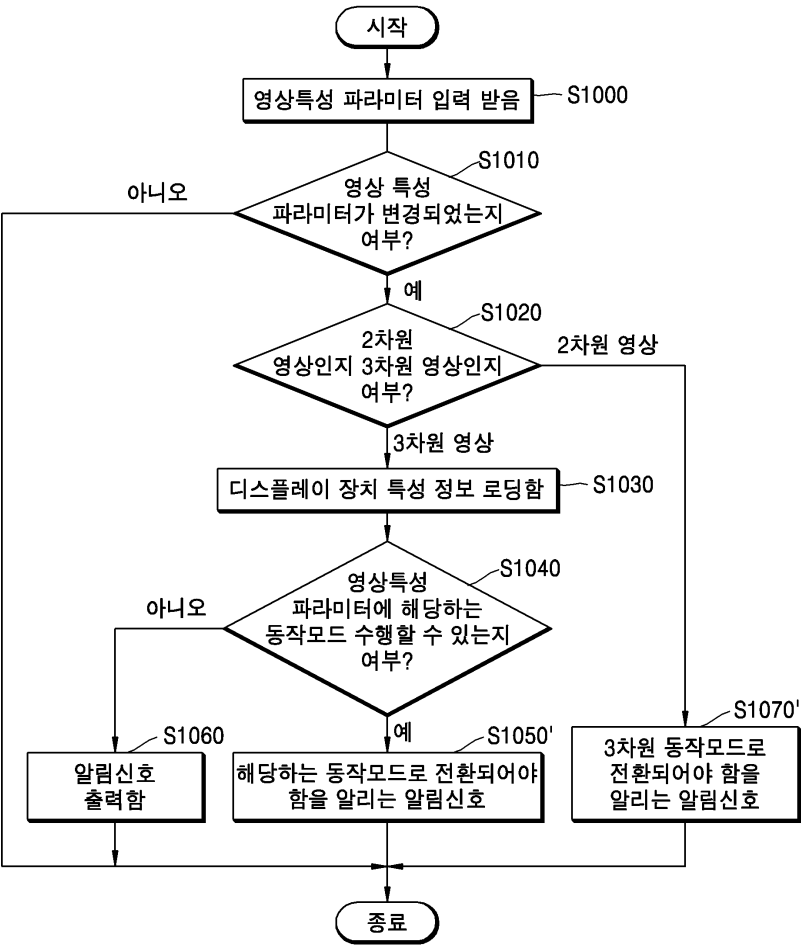 시작
영상특성 파라미터 입력 받음
S1000
S1010
아니오
영상 특성
파라미터가 변경되었는지
여부?
예
S1020
2차원
영상인지 3차원 영상인지
여부?
2차원 영상
3차원 영상
디스플레이 장치 특성 정보 로딩함
S1030
S1040
아니오
영상특성
파라미터에 해당하는
동작모드 수행할 수 있는지
여부?
예
S1060
알림신호
출력함
S1050'
해당하는 동작모드로 전환되어야
함을 알리는 알림신호
S1070'
3차원 동작모드로
전환되어야 함을
알리는 알림신호
종료